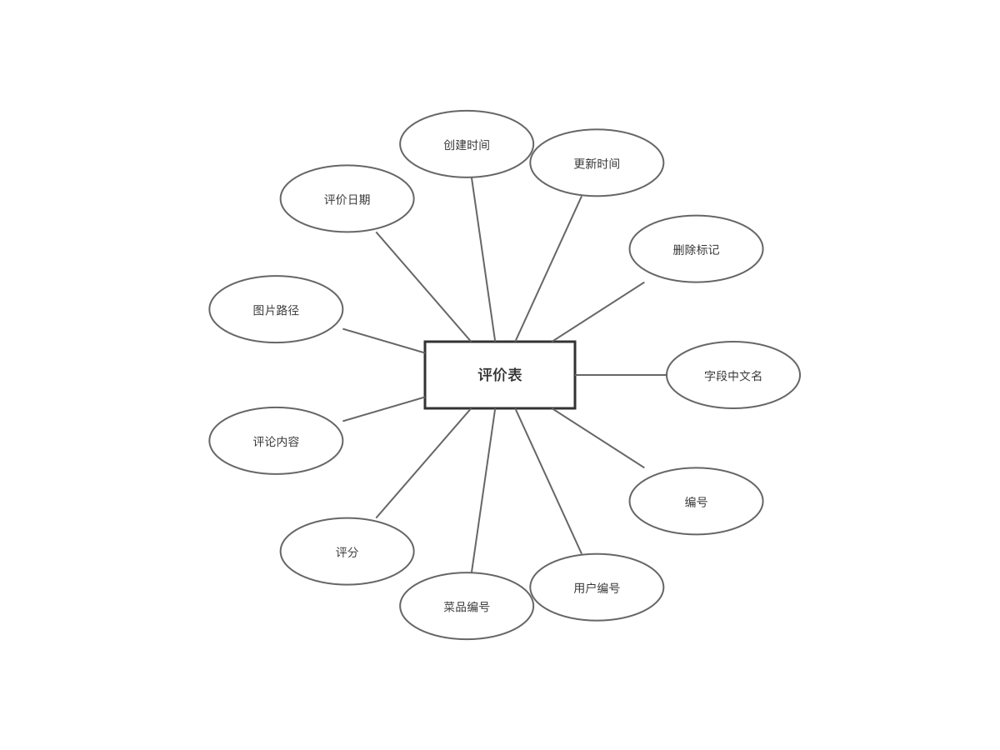 创建时间
更新时间
评价日期
删除标记
图片路径
评价表
字段中文名
评论内容
编号
评分
用户编号
菜品编号